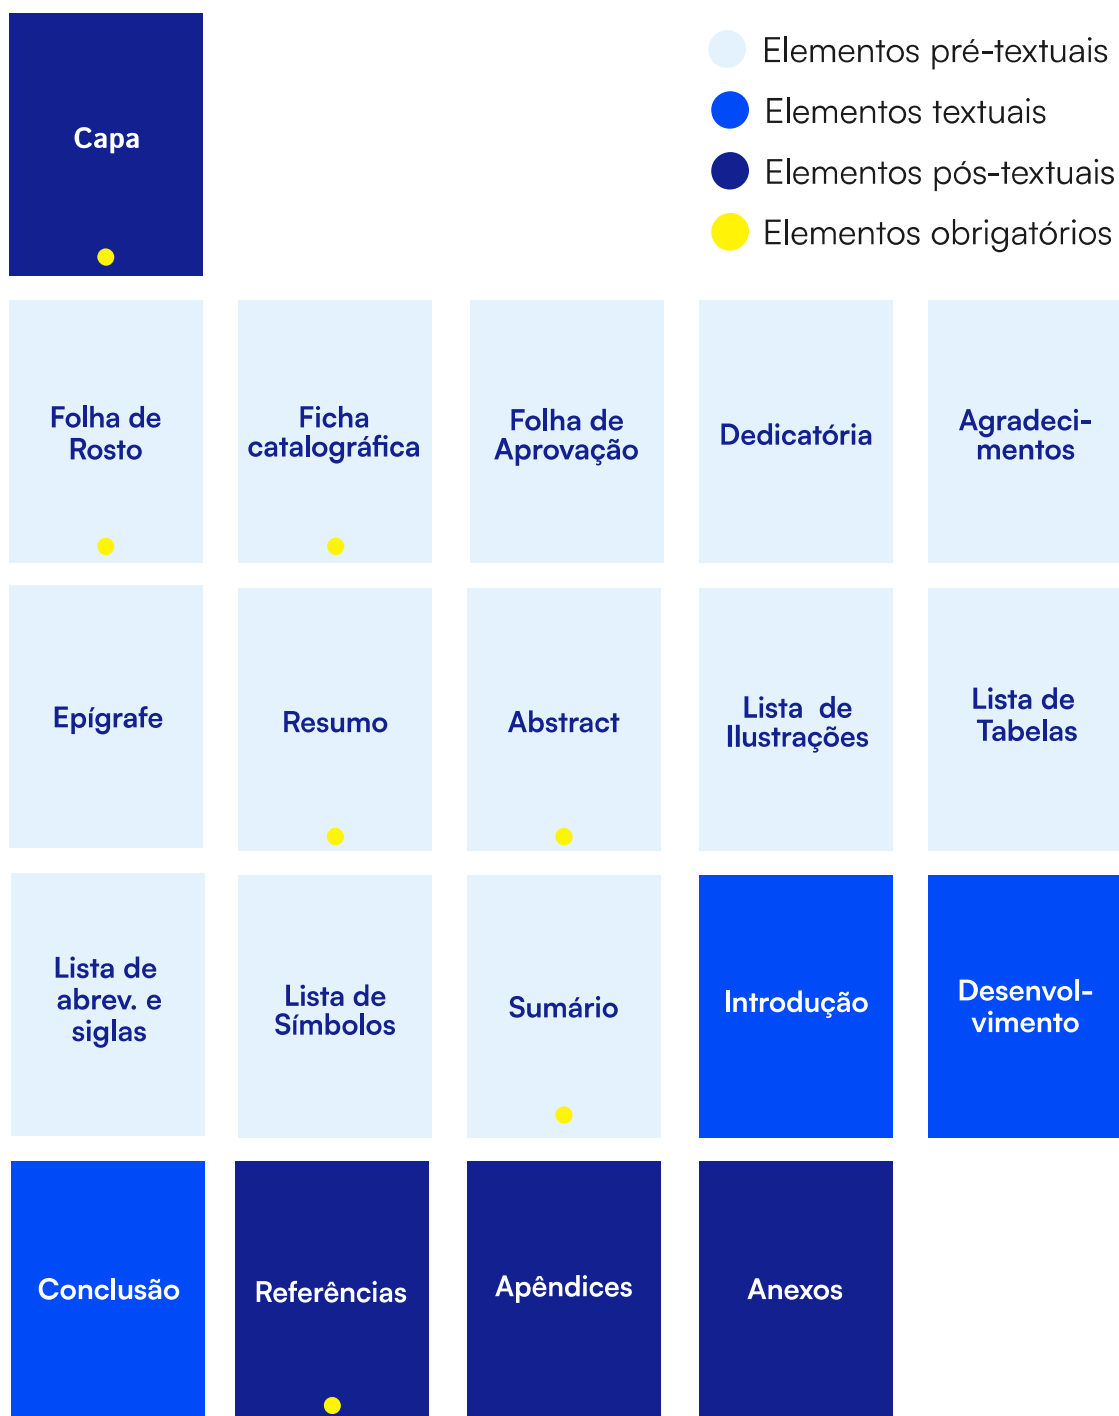 Capa
Elementos pré-textuais
Elementos textuais
Elementos pós-textuais
Elementos obrigatórios
Folha de
Rosto
Ficha
catalográfica
Folha de
Aprovação
Dedicatória
Agradeci-
mentos
Epígrafe
Resumo
Abstract
Lista de
Ilustrações
Lista de
Tabelas
Lista de
abrev. e
siglas
Lista de
Símbolos
Sumário
Introdução
Desenvol-
vimento
Conclusão
Referências
Apêndices
Anexos